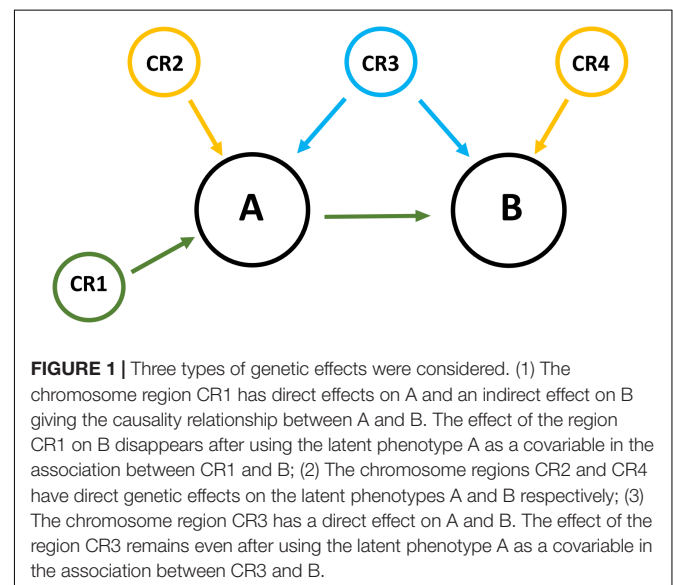 CR2
CR3
CR4
A
B
CR1
FIGURE 1 | Three types of genetic effects were considered. (1) The
chromosome region CR1 has direct effects on A and an indirect effect on B
giving the causality relationship between A and B. The effect of the region
CR1 on B disappears after using the latent phenotype A as a covariable in the
association between CR1 and B; (2) The chromosome regions CR2 and CR4
have direct genetic effects on the latent phenotypes A and B respectively; (3)
The chromosome region CR3 has a direct effect on A and B. The effect of the
region CR3 remains even after using the latent phenotype A as a covariable in
the association between CR3 and B.